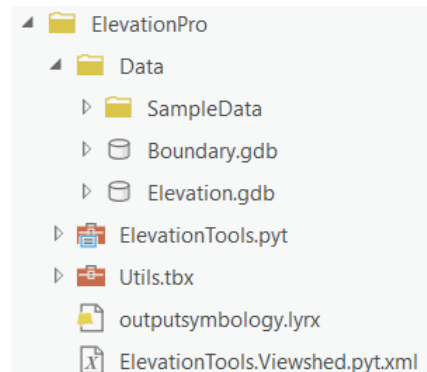 ElevationPro
Data
SampleData
Boundary.gdb
Elevation.gdb
ElevationTools.pyt
Utils.tbx
outputsymbology.lyrx
ElevationTools.Viewshed.pyt.xml